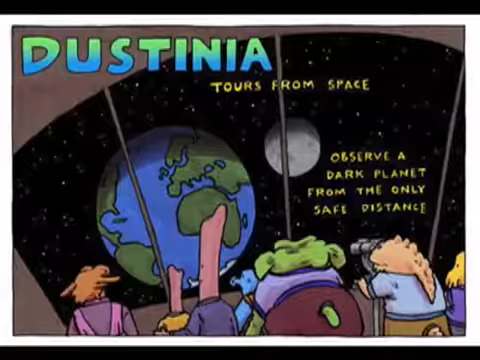 DUSTINIA
TOURS FROM SPACE
OBSERVE A
DARK PLANET
FROM THE ONLY
SAFE DISTANCE